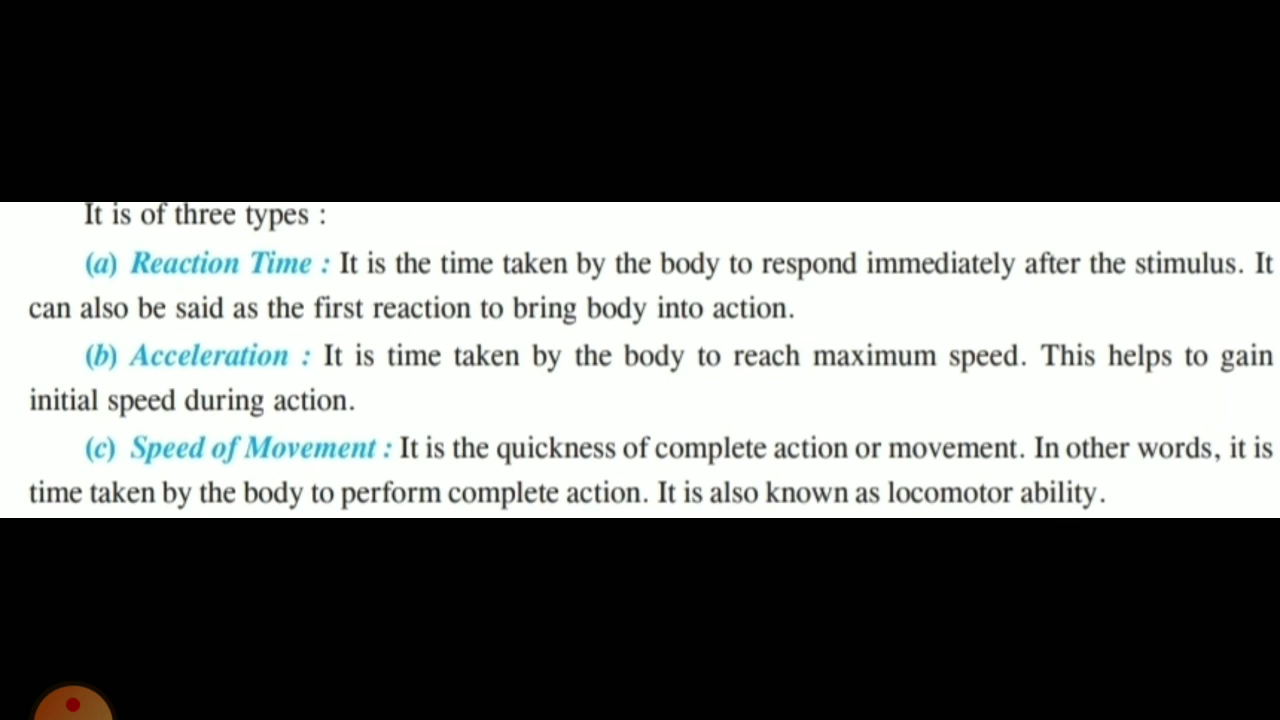 It is of three types :
(a) Reaction Time : It is the time taken by the body to respond immediately after the stimulus. It
can also be said as the first reaction to bring body into action.
(b) Acceleration : It is time taken by the body to reach maximum speed. This helps to gain
initial speed during action.
(c) Speed of Movement : It is the quickness of complete action or movement. In other words, it is
time taken by the body to perform complete action. It is also known as locomotor ability.